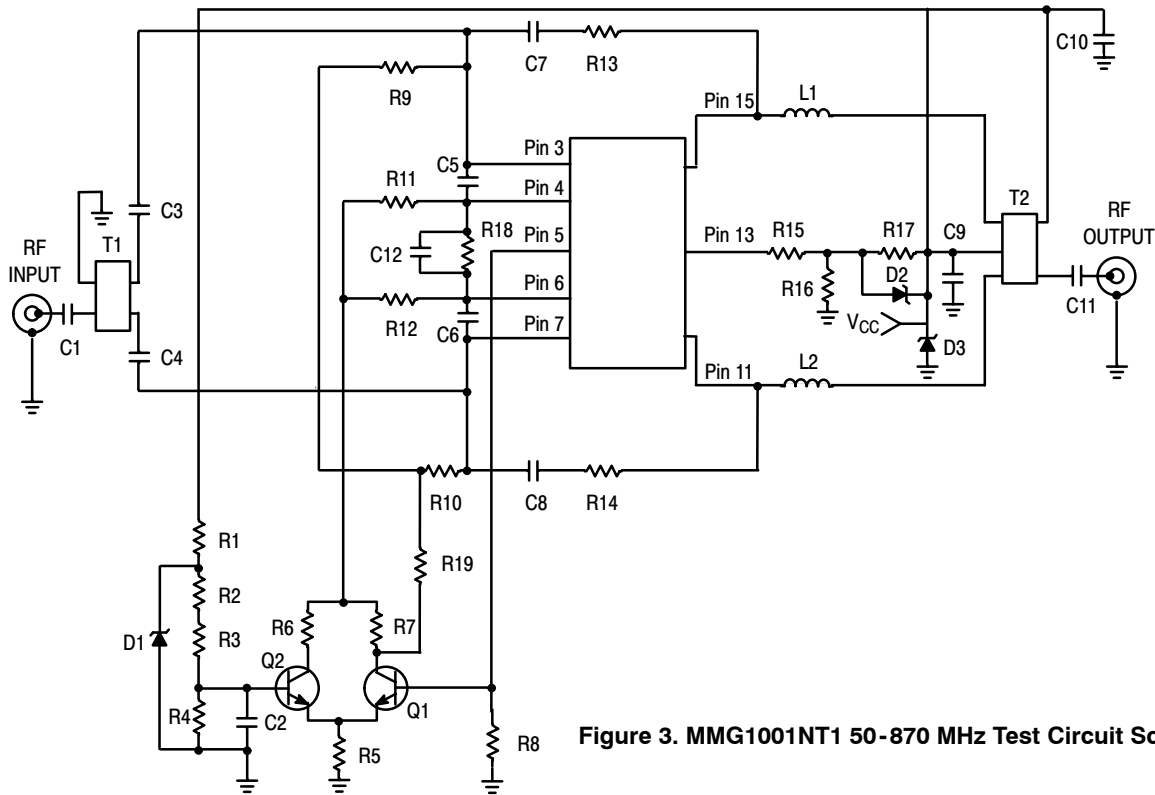 C10
C7
R13
R9
L1
Pin 15
Pin 3
C5
R11
Pin 4
C3
T2
RF
INPUT
T1
R18
Pin 5
C12
Pin 13
R15
R17
C9
RF
OUTPUT
D2
R16
Pin 6
R12
C6
Pin 7
VCC
C11
C1
C4
D3
L2
Pin 11
R10
C8
R14
R1
R19
R2
D1
R3
R6
R7
Q2
R4
C2
Q1
R5
R8
Figure 3. MMG1001NT1 50-870 MHz Test Circuit